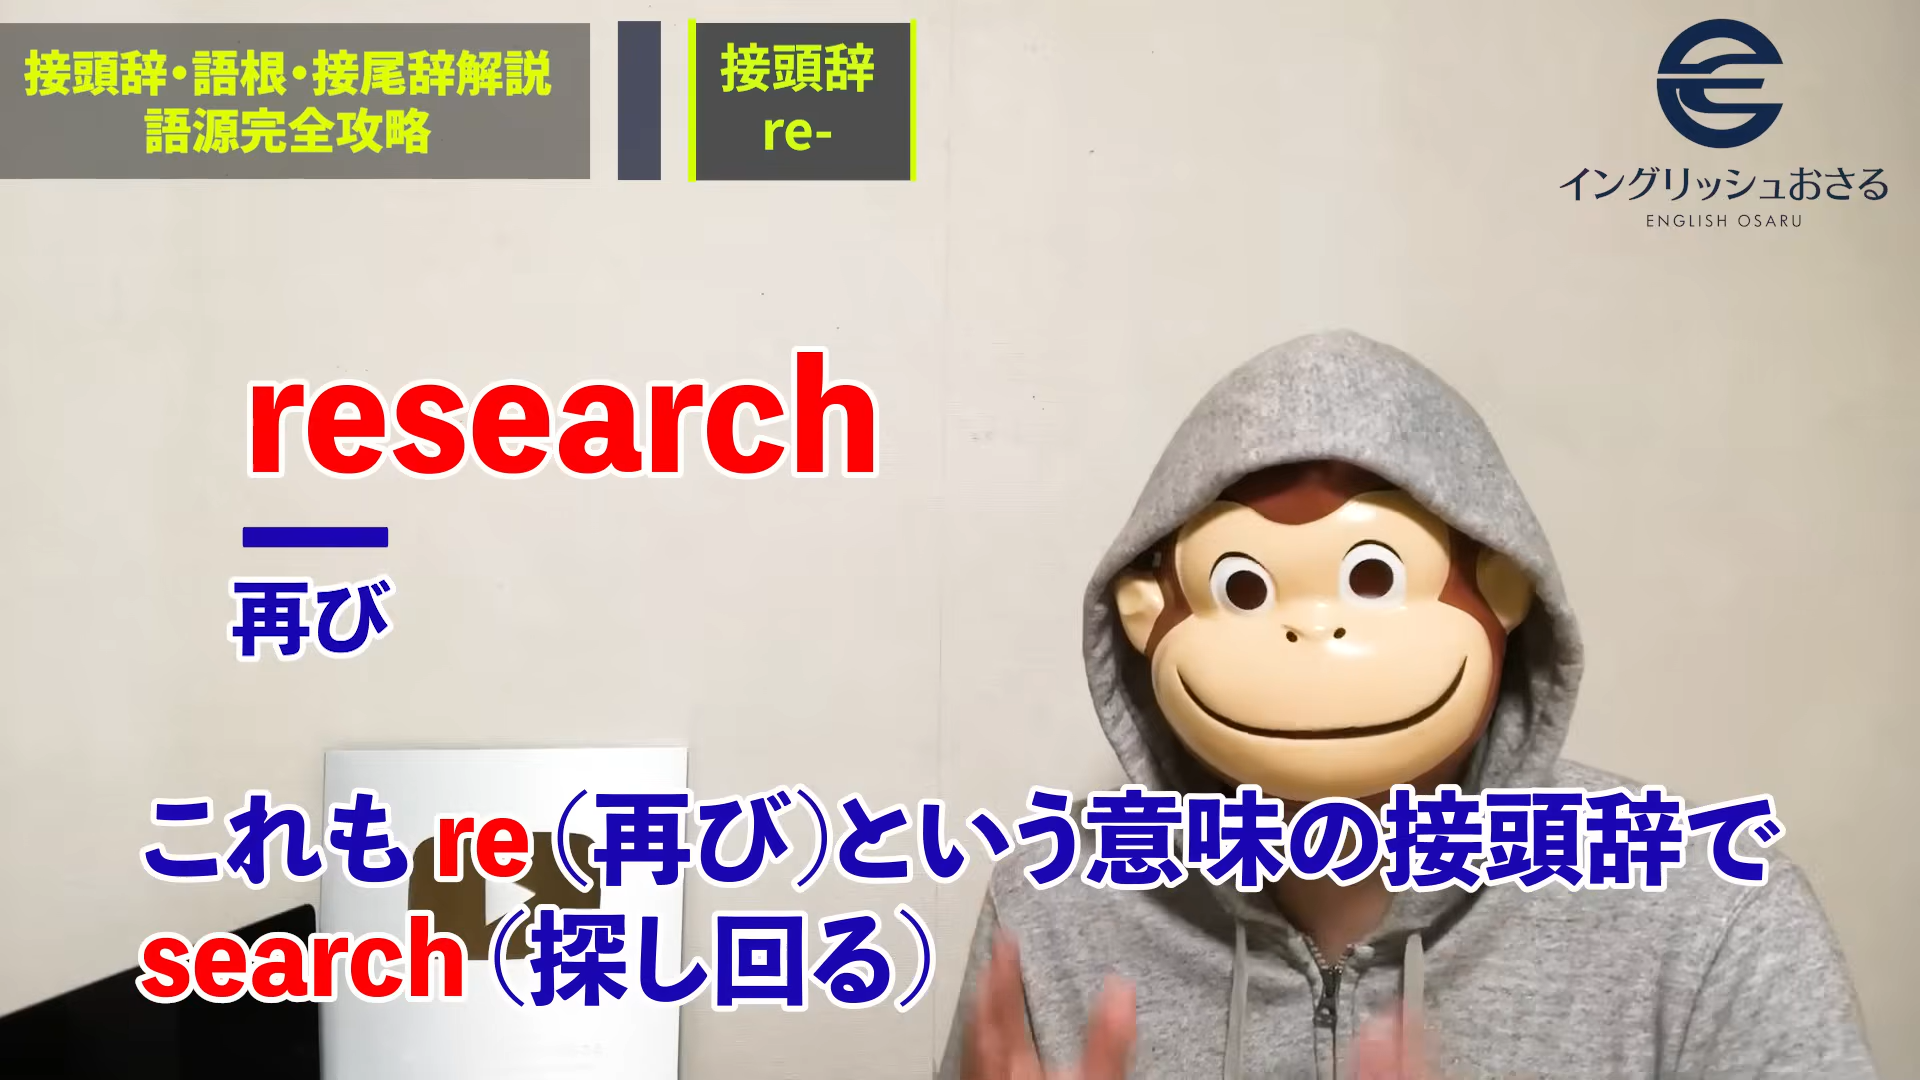 接頭辞・語根・接尾辞解説
語源完全攻略
接頭辞
re-
イングリッシュおさる
ENGLISH OSARU
research
再び
これも re（再び）という意味の接頭辞で
search（探し回る）